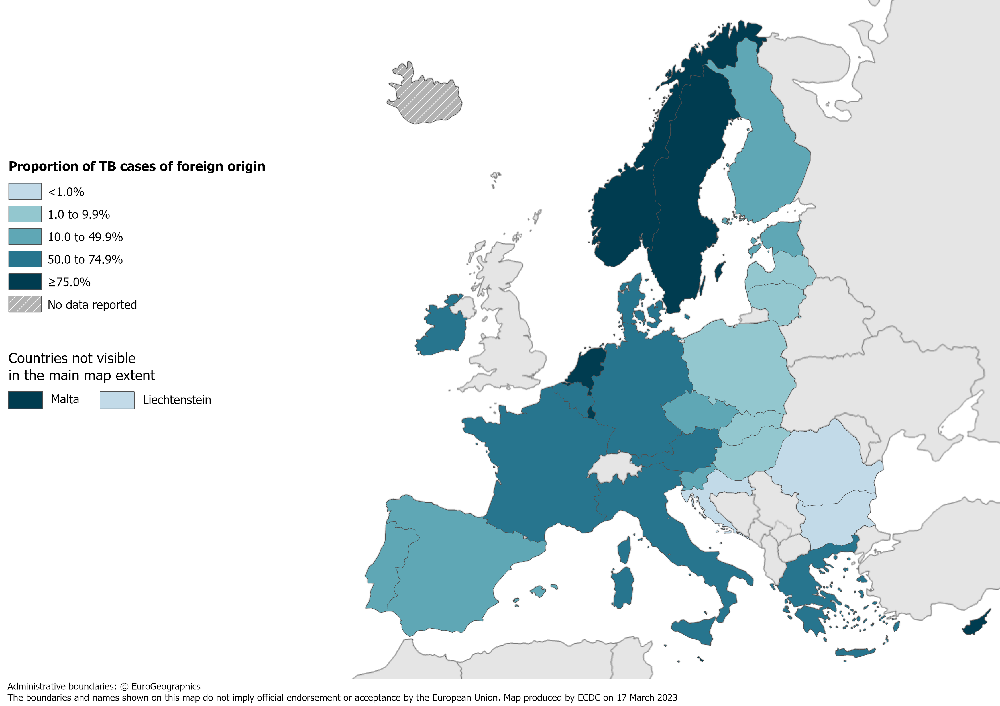 Proportion of TB cases of foreign origin
<1.0%
1.0 to 9.9%
10.0 to 49.9%
50.0 to 74.9%
≥75.0%
No data reported
Countries not visible
in the main map extent
Malta
Liechtenstein
Administrative boundaries: © EuroGeographics
The boundaries and names shown on this map do not imply official endorsement or acceptance by the European Union. Map produced by ECDC on 17 March 2023